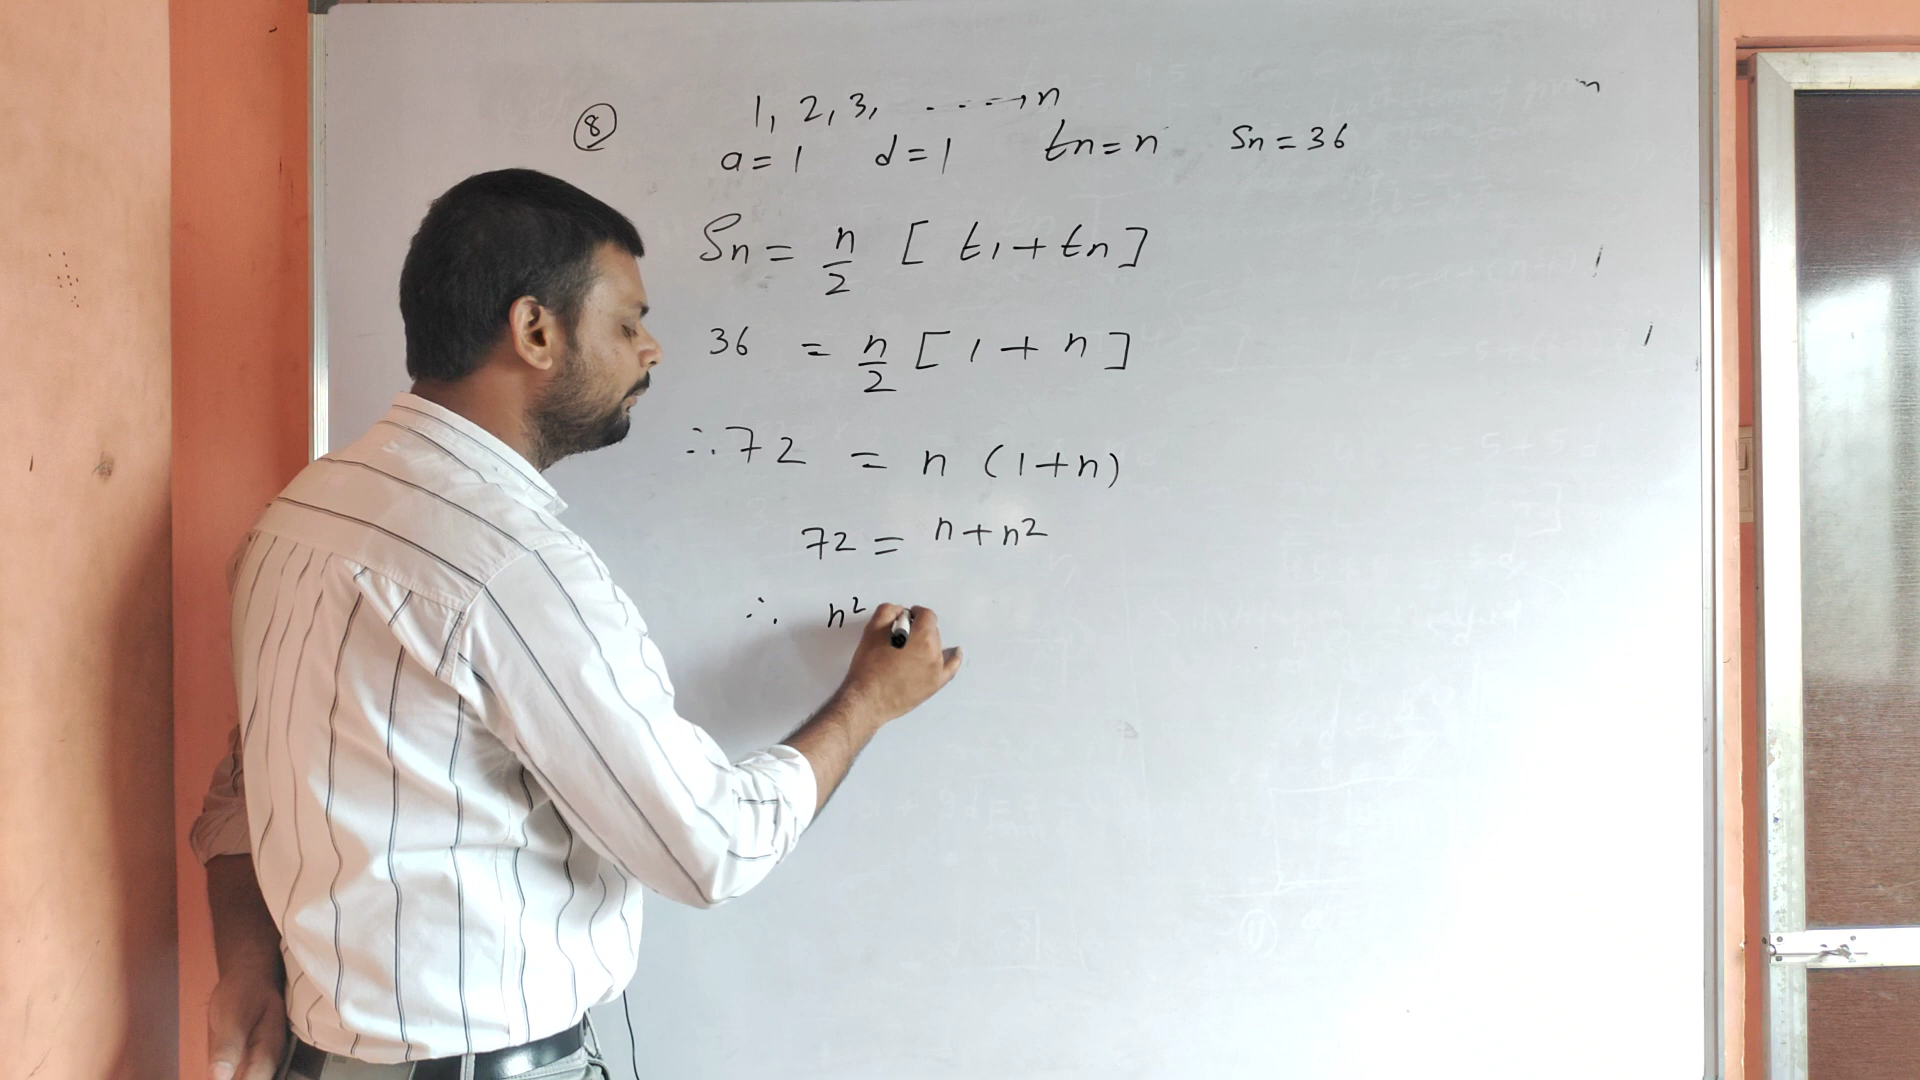 ⑧ 1, 2, 3, ....→n
a = 1 d = 1 tn = n Sn = 36
Sn = n/2 [ t1 + tn ]
36 = n/2 [ 1 + n ]
∴ 72 = n (1+n)
72 = n + n²
∴ n²